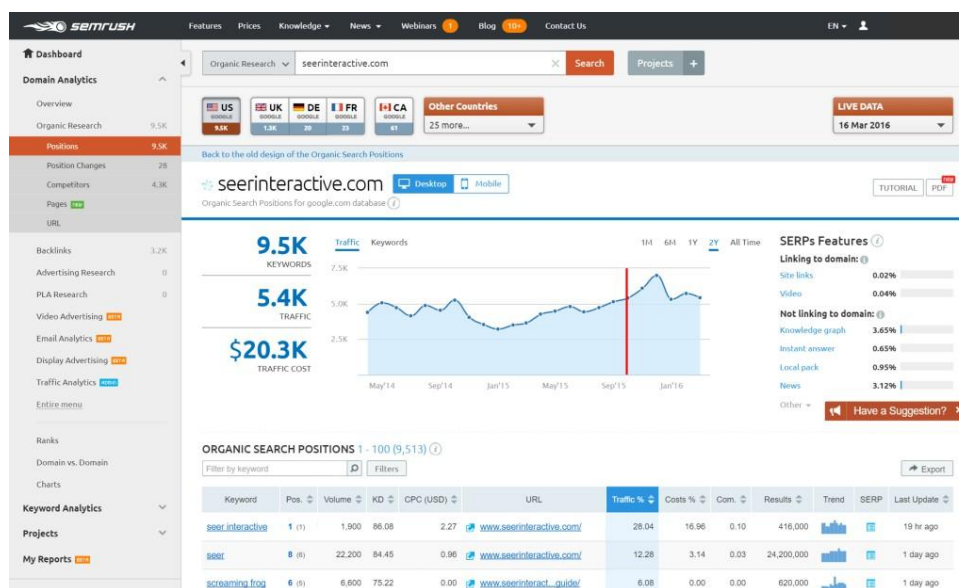 SEMRUSH Features Prices Knowledge News Webinars 1 Blog 10+ Contact Us EN
Dashboard
Domain Analytics
Overview
Organic Research 9.5K
Positions 9.5K
Position Changes 28
Competitors 4.3K
Pages new
URL
Backlinks 3.2K
Advertising Research 0
PLA Research 0
Video Advertising BETA
Email Analytics BETA
Display Advertising BETA
Traffic Analytics
Entire menu
Ranks
Domain vs. Domain
Charts
Keyword Analytics
Projects
My Reports BETA
Organic Research seerinteractive.com × Search Projects +
US GOOGLE 9.5K
UK GOOGLE 1.3K
DE GOOGLE 20
FR GOOGLE 23
CA GOOGLE 61
Other Countries
25 more...
LIVE DATA
16 Mar 2016
Back to the old design of the Organic Search Positions
seerinteractive.com Desktop Mobile
TUTORIAL PDF new
Organic Search Positions for google.com database i
9.5K
KEYWORDS
5.4K
TRAFFIC
$20.3K
TRAFFIC COST
Traffic Keywords 1M 6M 1Y 2Y All Time
7.5K
5.0K
2.5K
May'14 Sep'14 Jan'15 May'15 Sep'15 Jan'16
SERPs Features i
Linking to domain:
Site links 0.02%
Video 0.04%
Not linking to domain:
Knowledge graph 3.65%
Instant answer 0.65%
Local pack 0.95%
News 3.12%
Other
Have a Suggestion? ×
ORGANIC SEARCH POSITIONS 1 - 100 (9,513) i
Filter by keyword Filters Export
Keyword Pos. Volume KD CPC (USD) URL Traffic % Costs % Com. Results Trend SERP Last Update
seer interactive 1 (1) 1,900 86.08 2.27 www.seerinteractive.com/ 28.04 16.96 0.10 416,000 19 hr ago
seer 8 (8) 22,200 84.45 0.96 www.seerinteractive.com/ 12.28 3.14 0.03 24,200,000 1 day ago
screaming frog 6 (5) 6,600 75.22 0.00 www.seerinteract...guide/ 6.08 0.00 0.00 620,000 1 day ago